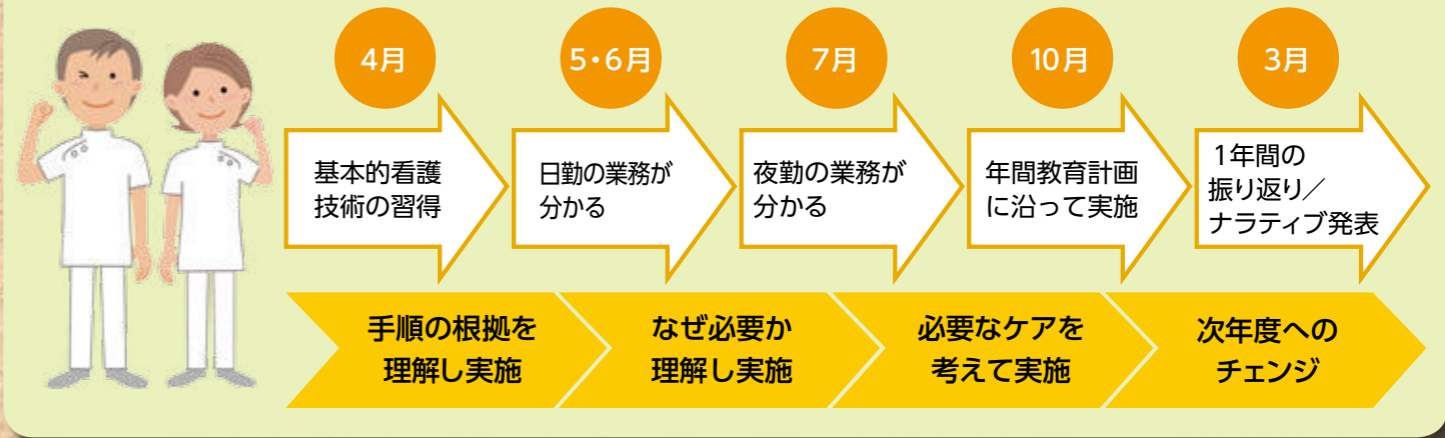 4月
基本的看護
技術の習得
5・6月
日勤の業務が
分かる
7月
夜勤の業務が
分かる
10月
年間教育計画
に沿って実施
3月
1年間の
振り返り／
ナラティブ発表
手順の根拠を
理解し実施
なぜ必要か
理解し実施
必要なケアを
考えて実施
次年度への
チェンジ